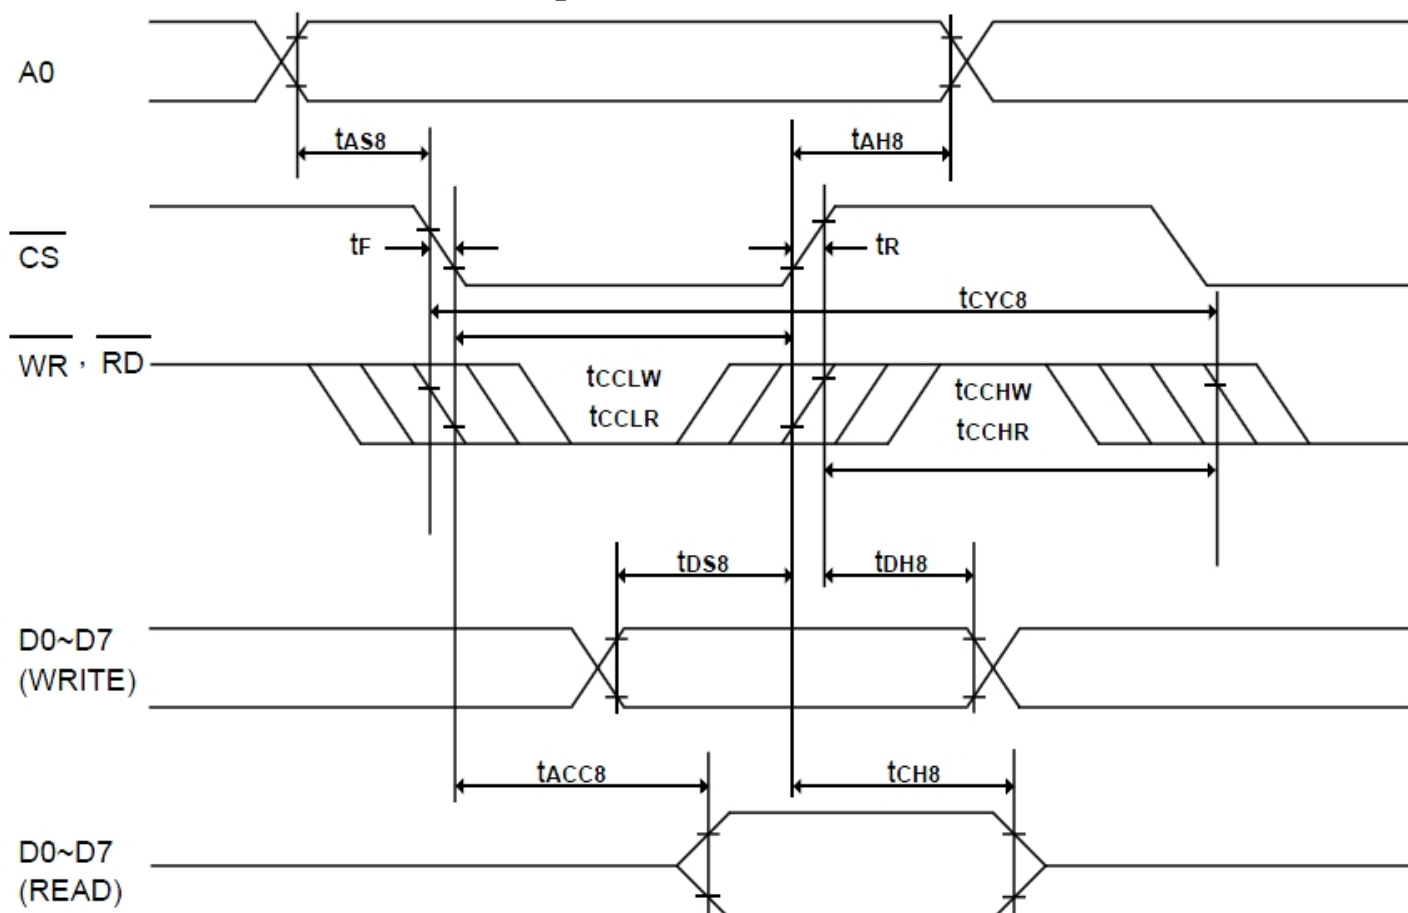 A0
tAS8
tAH8
CS
tF
tR
tCYC8
WR , RD
tCCLW
tCCLR
tCCHW
tCCHR
tDS8
tDH8
D0~D7
(WRITE)
tACC8
tCH8
D0~D7
(READ)